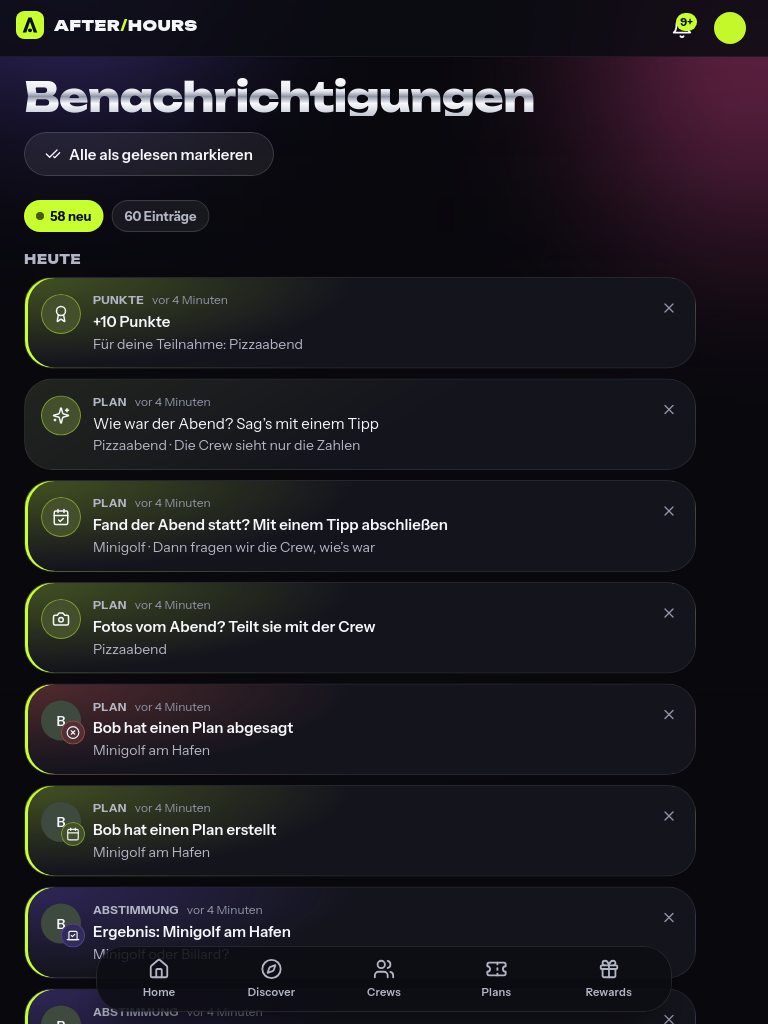 AFTER/HOURS
9+
Benachrichtigungen
Alle als gelesen markieren
58 neu
60 Einträge
HEUTE
PUNKTE vor 4 Minuten
+10 Punkte
Für deine Teilnahme: Pizzaabend
PLAN vor 4 Minuten
Wie war der Abend? Sag's mit einem Tipp
Pizzaabend · Die Crew sieht nur die Zahlen
PLAN vor 4 Minuten
Fand der Abend statt? Mit einem Tipp abschließen
Minigolf · Dann fragen wir die Crew, wie's war
PLAN vor 4 Minuten
Fotos vom Abend? Teilt sie mit der Crew
Pizzaabend
B
PLAN vor 4 Minuten
Bob hat einen Plan abgesagt
Minigolf am Hafen
B
PLAN vor 4 Minuten
Bob hat einen Plan erstellt
Minigolf am Hafen
B
ABSTIMMUNG vor 4 Minuten
Ergebnis: Minigolf am Hafen
Minigolf oder Billard?
B
ABSTIMMUNG vor 4 Minuten
Home
Discover
Crews
Plans
Rewards